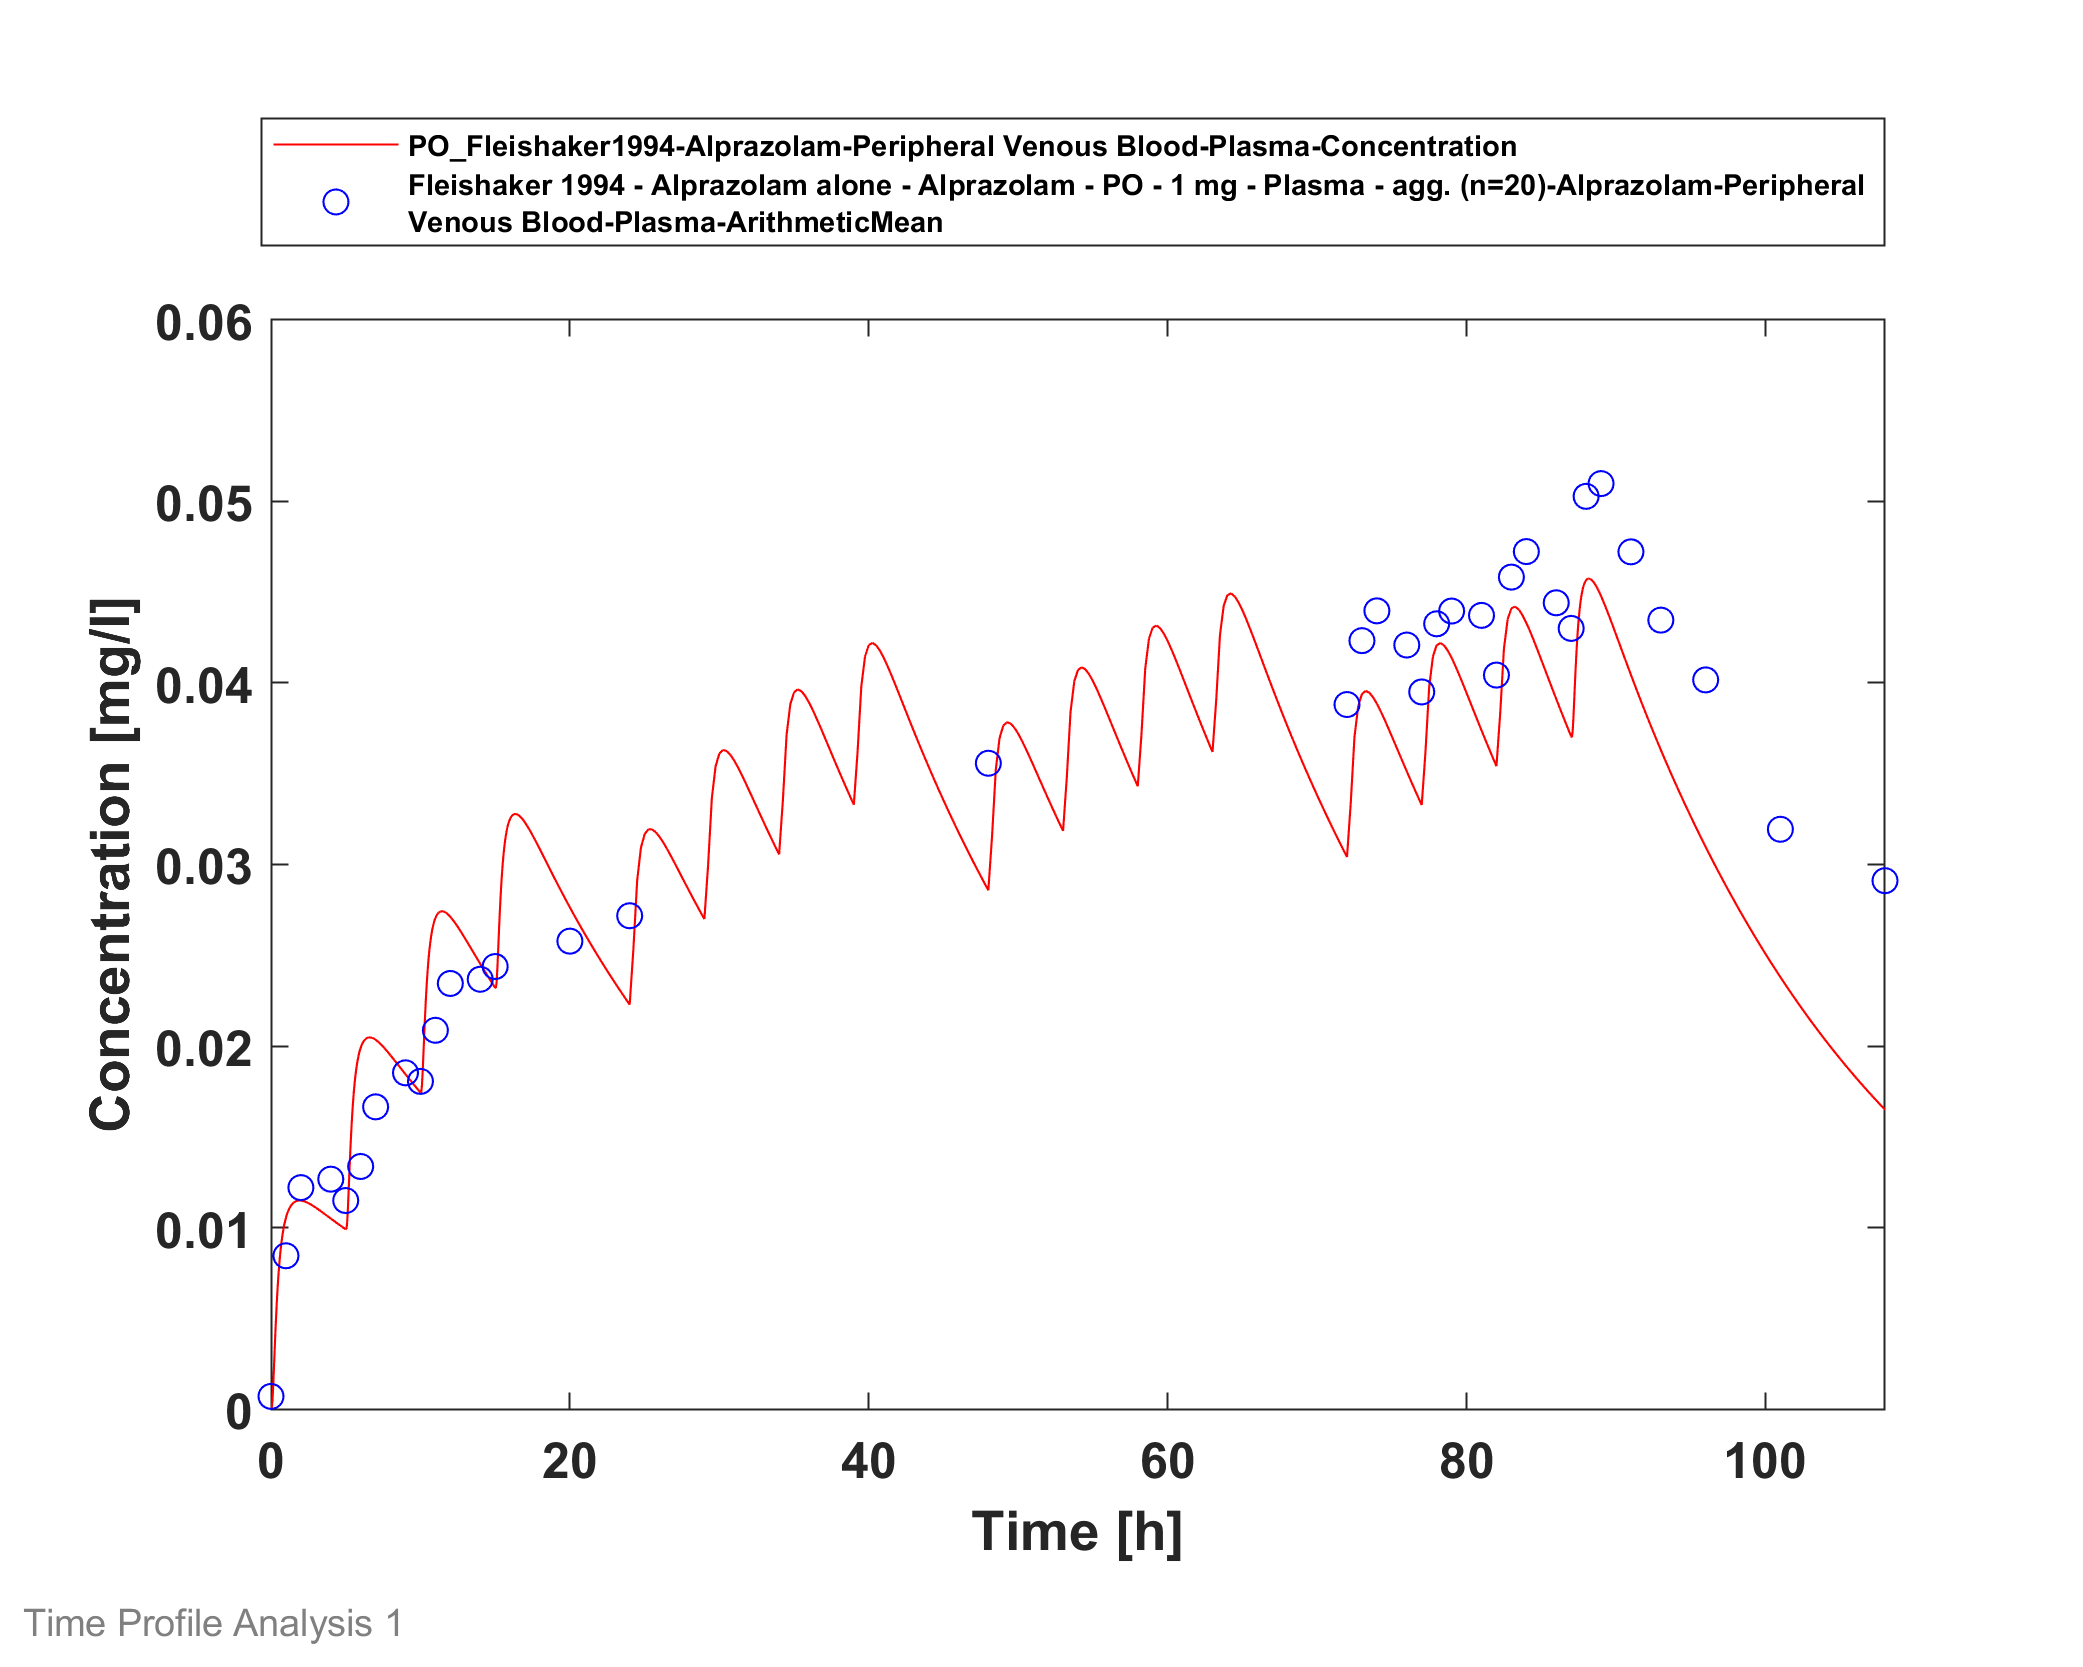 PO_Fleishaker1994-Alprazolam-Peripheral Venous Blood-Plasma-Concentration
Fleishaker 1994 - Alprazolam alone - Alprazolam - PO - 1 mg - Plasma - agg. (n=20)-Alprazolam-Peripheral
Venous Blood-Plasma-ArithmeticMean
0.06
0.05
0.04
0.03
0.02
0.01
0
Concentration [mg/l]
0 20 40 60 80 100
Time [h]
Time Profile Analysis 1